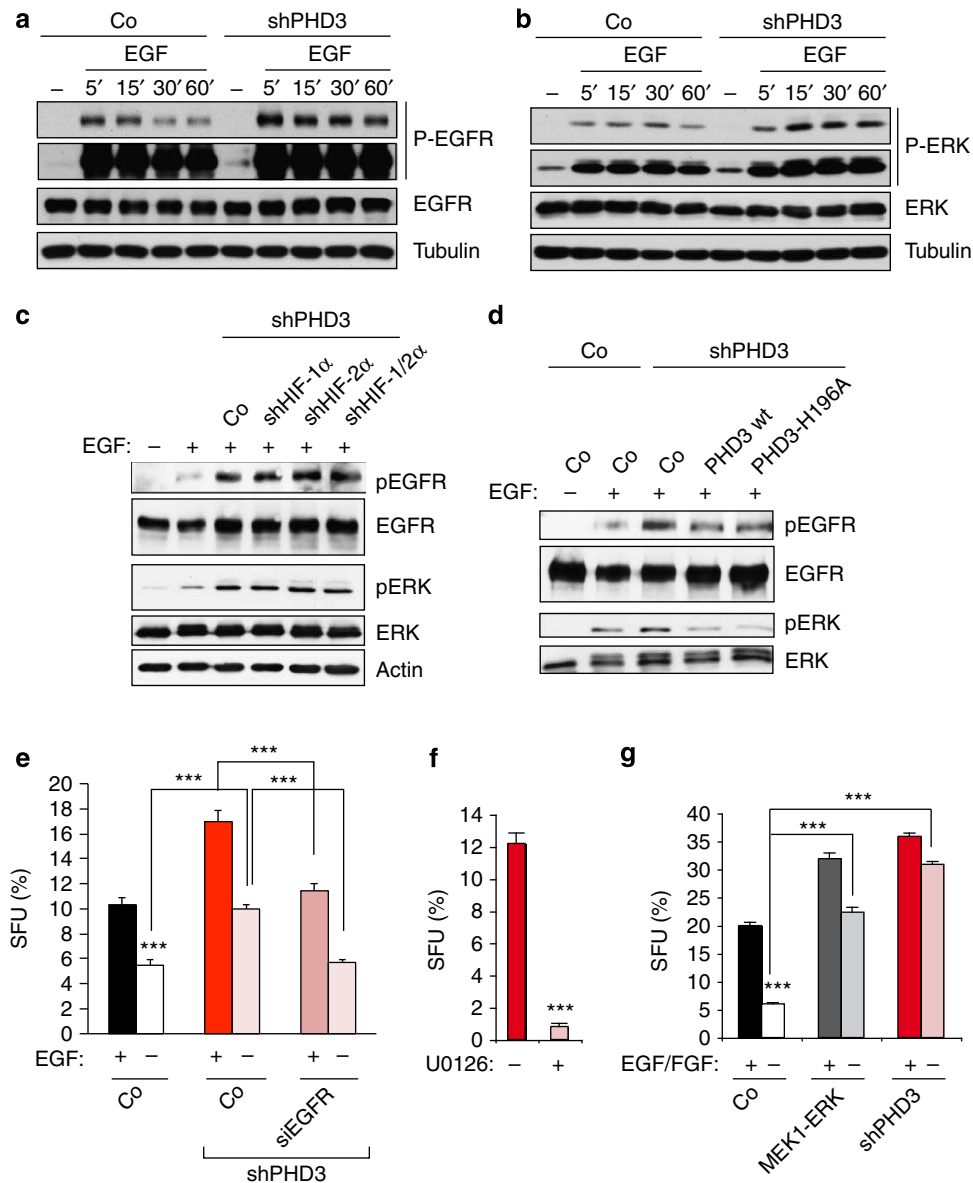 a
Co shPHD3
EGF EGF
– 5′ 15′ 30′ 60′ – 5′ 15′ 30′ 60′
P-EGFR
EGFR
Tubulin
b
Co shPHD3
EGF EGF
– 5′ 15′ 30′ 60′ – 5′ 15′ 30′ 60′
P-ERK
ERK
Tubulin
c
shPHD3
Co shHIF-1α shHIF-2α shHIF-1/2α
EGF: – + + + + +
pEGFR
EGFR
pERK
ERK
Actin
d
Co shPHD3
Co Co Co PHD3 wt PHD3-H196A
EGF: – + + + +
pEGFR
EGFR
pERK
ERK
e
SFU (%)
20
18
16
14
12
10
8
6
4
2
0
***
***
***
***
EGF: + – + – + –
Co Co siEGFR
shPHD3
f
SFU (%)
14
12
10
8
6
4
2
0
***
U0126: – +
g
SFU (%)
40
35
30
25
20
15
10
5
0
***
***
***
EGF/FGF: + – + – + –
Co MEK1-ERK shPHD3